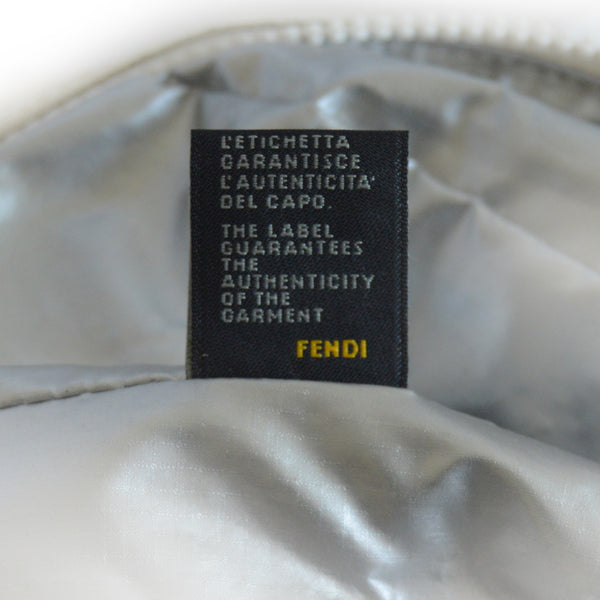 L'ETICHETTA
GARANTISCE
L'AUTENTICITA'
DEL CAPO.
THE LABEL
GUARANTEES
THE
AUTHENTICITY
OF THE
GARMENT
FENDI